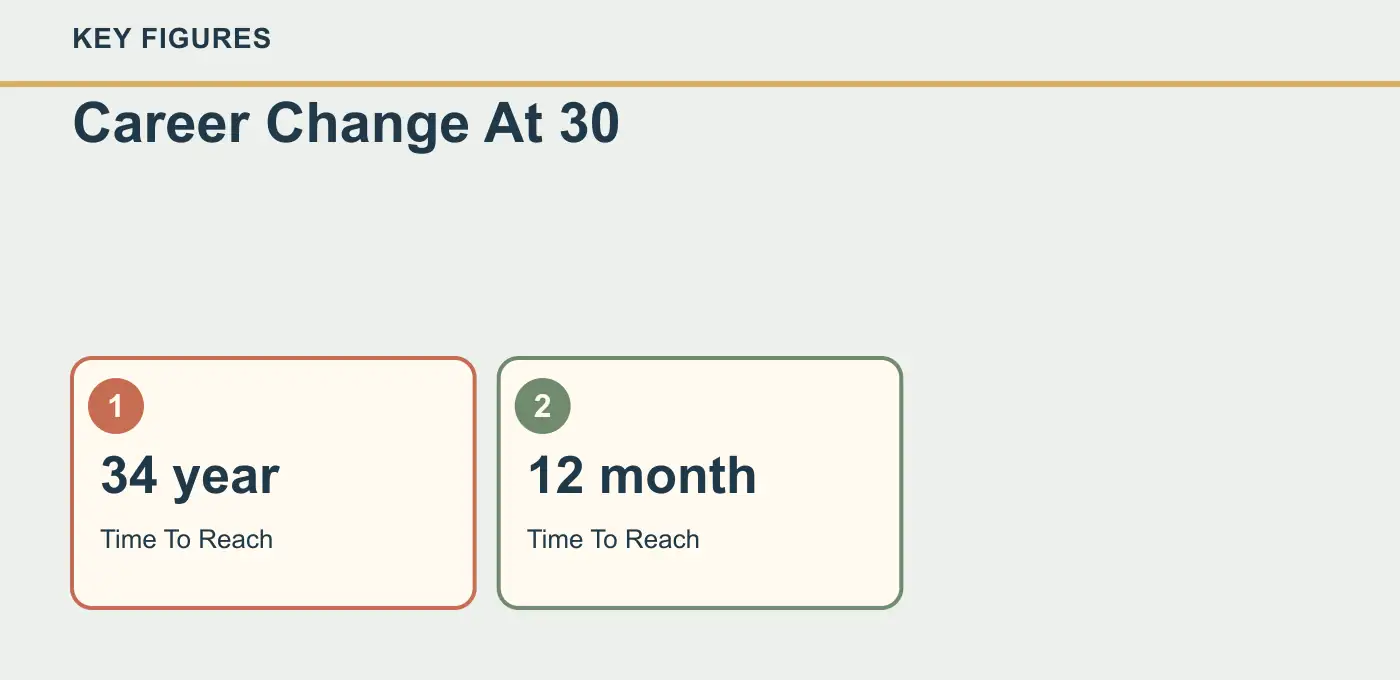 KEY FIGURES
Career Change At 30
1
34 year
Time To Reach
2
12 month
Time To Reach